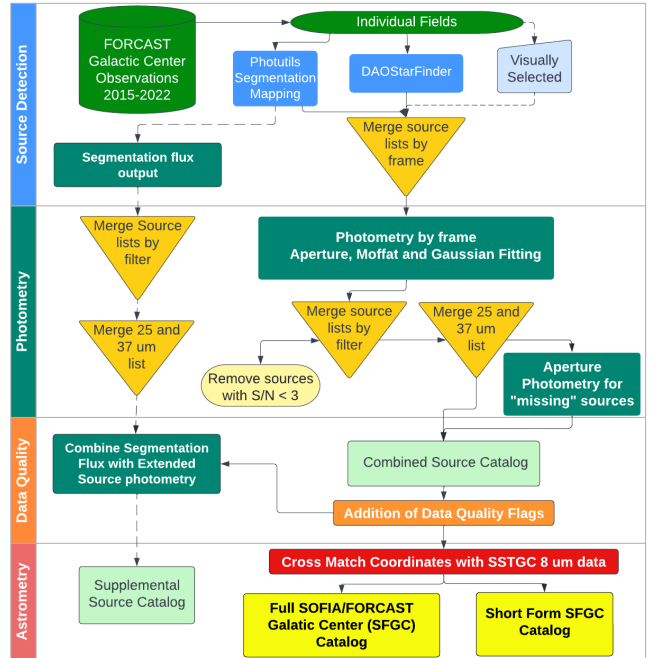 Source Detection
FORCAST
Galactic Center
Observations
2015-2022
Individual Fields
Photutils
Segmentation
Mapping
DAOStarFinder
Visually
Selected
Merge source
lists by
frame
Segmentation flux
output
Photometry
Merge Source
lists by
filter
Photometry by frame
Aperture, Moffat and Gaussian Fitting
Merge source
lists by
filter
Merge 25 and
37 um
list
Merge 25 and
37 um
list
Remove sources
with S/N < 3
Aperture
Photometry for
"missing" sources
Data Quality
Combine Segmentation
Flux with Extended
Source photometry
Combined Source Catalog
Addition of Data Quality Flags
Astrometry
Cross Match Coordinates with SSTGC 8 um data
Supplemental
Source Catalog
Full SOFIA/FORCAST
Galatic Center (SFGC)
Catalog
Short Form SFGC
Catalog